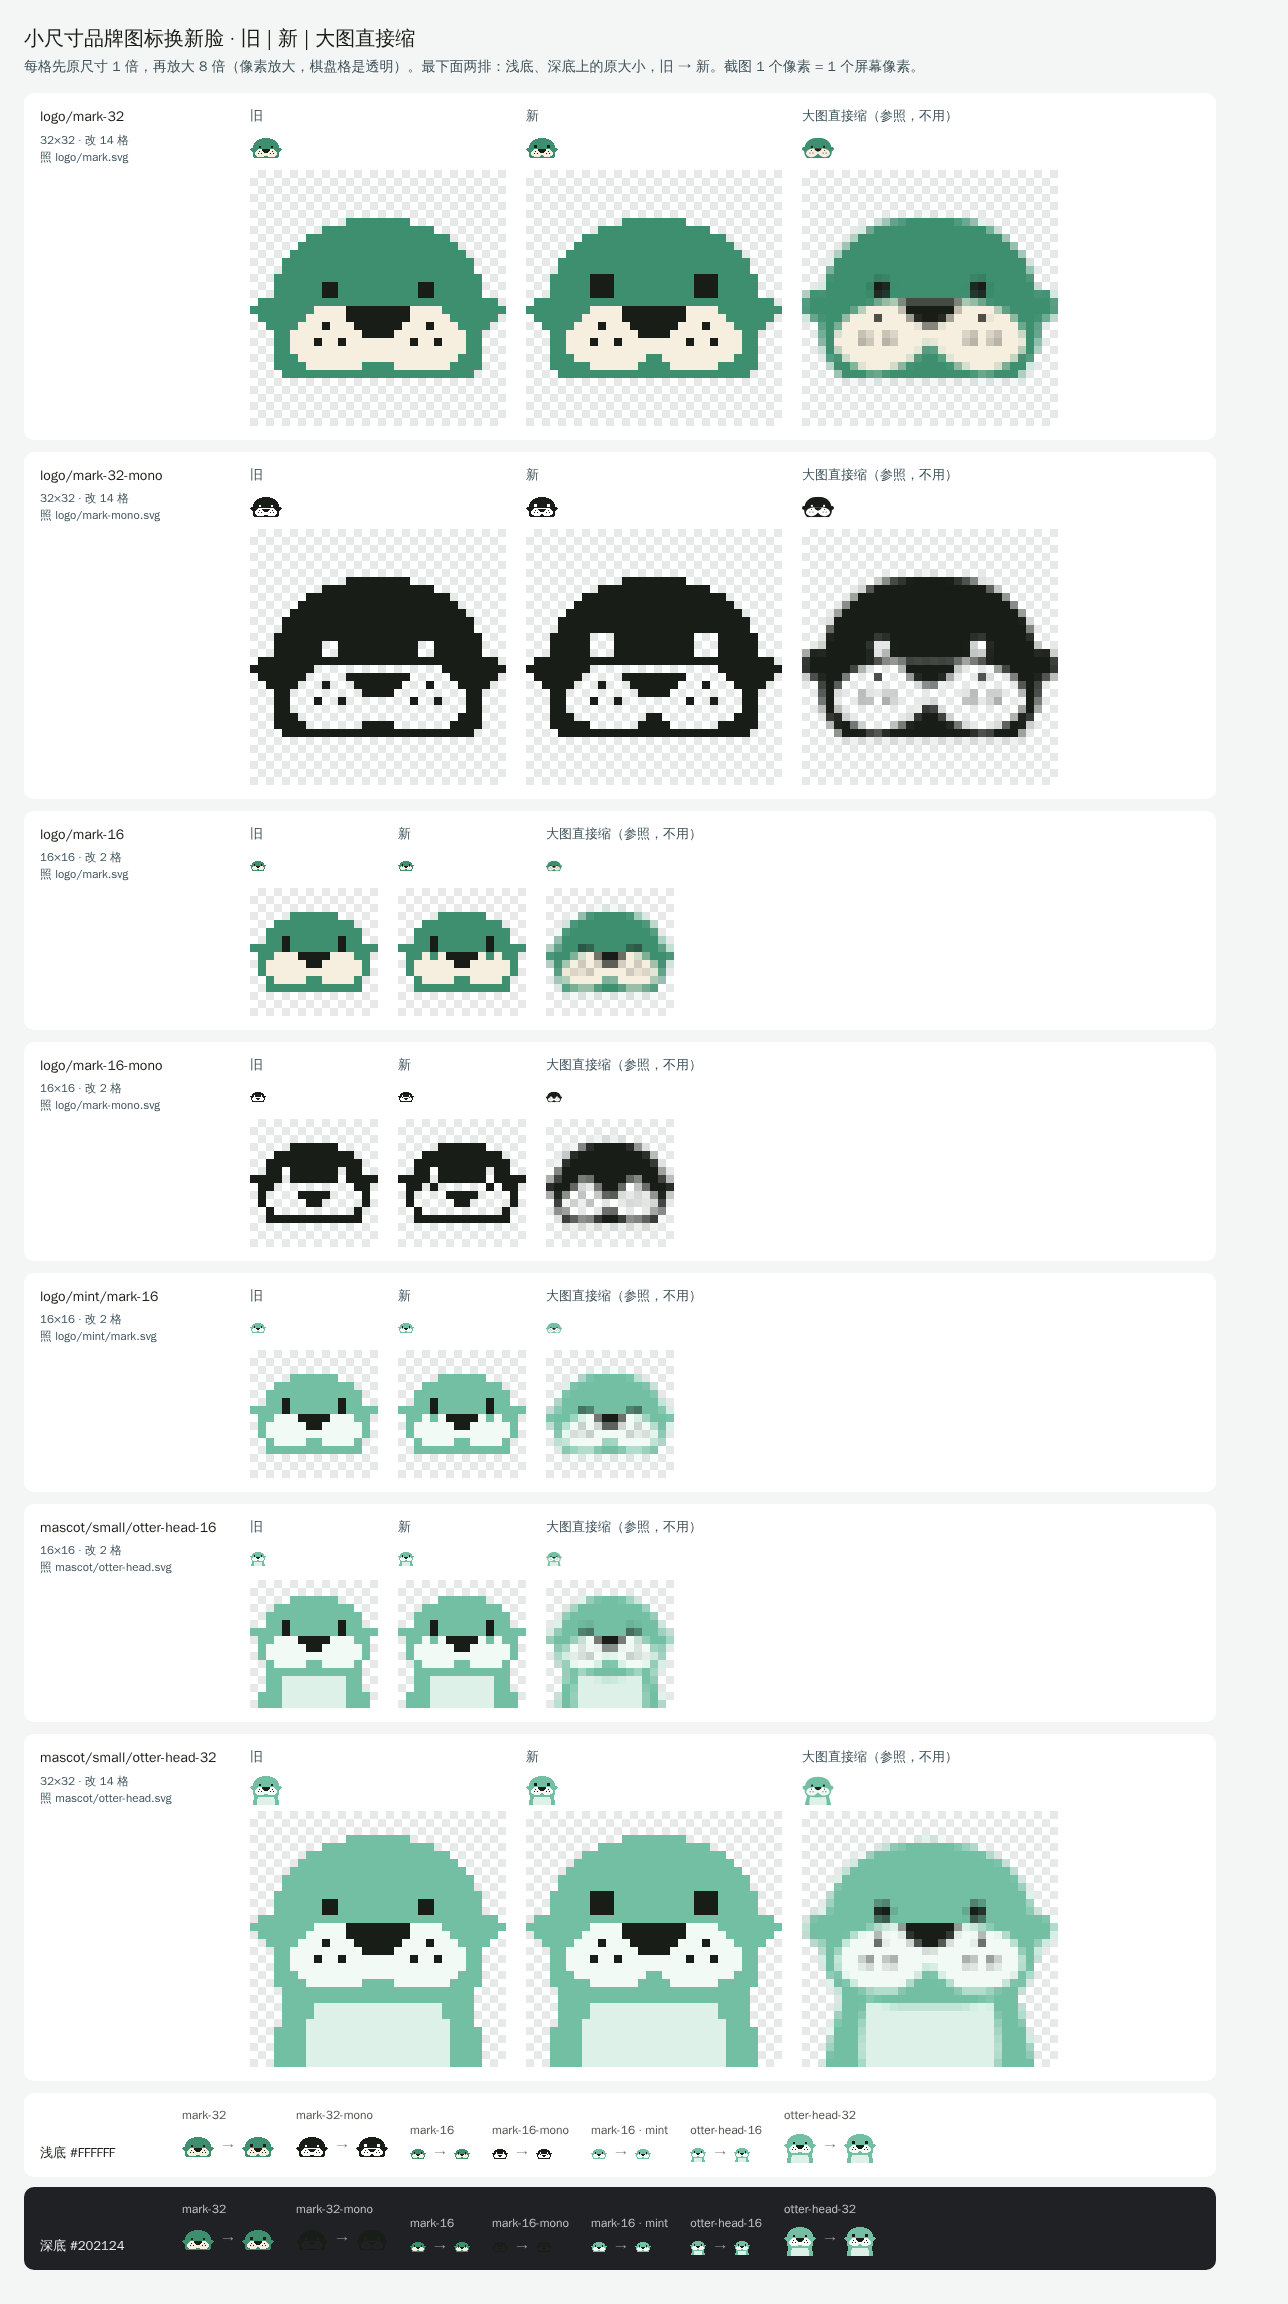 小尺寸品牌图标换新脸 · 旧 | 新 | 大图直接缩
每格先原尺寸 1 倍，再放大 8 倍（像素放大，棋盘格是透明）。最下面两排：浅底、深底上的原大小，旧 → 新。截图 1 个像素 = 1 个屏幕像素。
logo/mark-32
32×32 · 改 14 格
照 logo/mark.svg
旧
新
大图直接缩（参照，不用）
logo/mark-32-mono
32×32 · 改 14 格
照 logo/mark-mono.svg
旧
新
大图直接缩（参照，不用）
logo/mark-16
16×16 · 改 2 格
照 logo/mark.svg
旧
新
大图直接缩（参照，不用）
logo/mark-16-mono
16×16 · 改 2 格
照 logo/mark-mono.svg
旧
新
大图直接缩（参照，不用）
logo/mint/mark-16
16×16 · 改 2 格
照 logo/mint/mark.svg
旧
新
大图直接缩（参照，不用）
mascot/small/otter-head-16
16×16 · 改 2 格
照 mascot/otter-head.svg
旧
新
大图直接缩（参照，不用）
mascot/small/otter-head-32
32×32 · 改 14 格
照 mascot/otter-head.svg
旧
新
大图直接缩（参照，不用）
浅底 #FFFFFF
mark-32
→
mark-32-mono
→
mark-16
→
mark-16-mono
→
mark-16 · mint
→
otter-head-16
→
otter-head-32
→
深底 #202124
mark-32
→
mark-32-mono
→
mark-16
→
mark-16-mono
→
mark-16 · mint
→
otter-head-16
→
otter-head-32
→